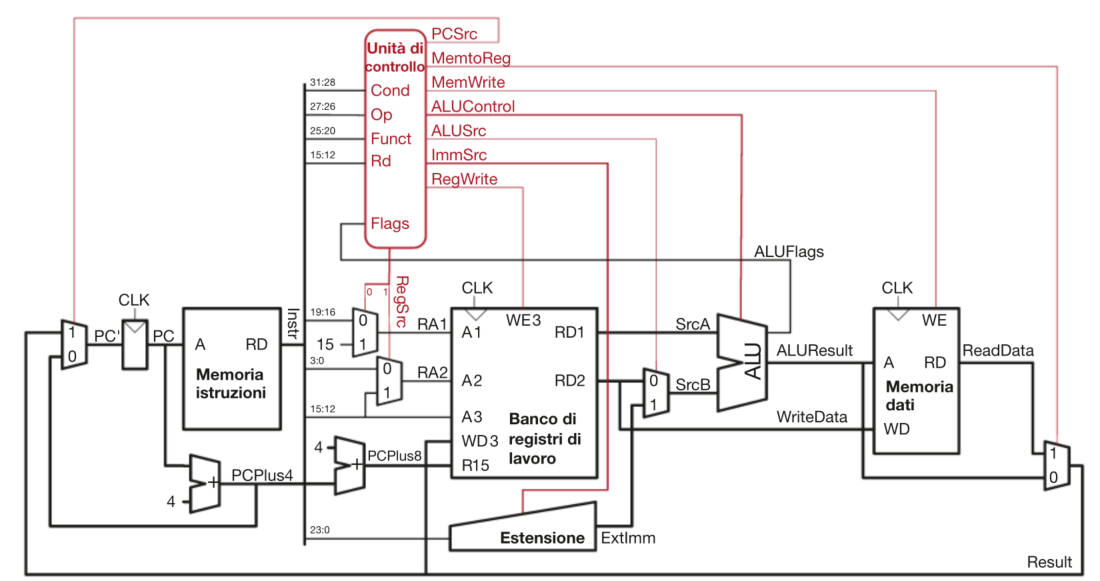 PCSrc
Unità di
controllo
MemtoReg
MemWrite
ALUControl
ALUSrc
ImmSrc
RegWrite
31:28
Cond
27:26
Op
25:20
Funct
15:12
Rd
Flags
ALUFlags
RegSrc
0 1
CLK
1
0
PC'
PC
A
RD
Memoria
istruzioni
Instr
19:16
15
0
1
RA1
3:0
0
1
RA2
15:12
CLK
WE3
A1
RD1
A2
RD2
A3
WD3
R15
Banco di
registri di
lavoro
SrcA
0
1
SrcB
ALU
ALUResult
WriteData
CLK
WE
A
RD
Memoria
dati
WD
ReadData
1
0
4
+
PCPlus8
4
+
PCPlus4
23:0
Estensione
ExtImm
Result